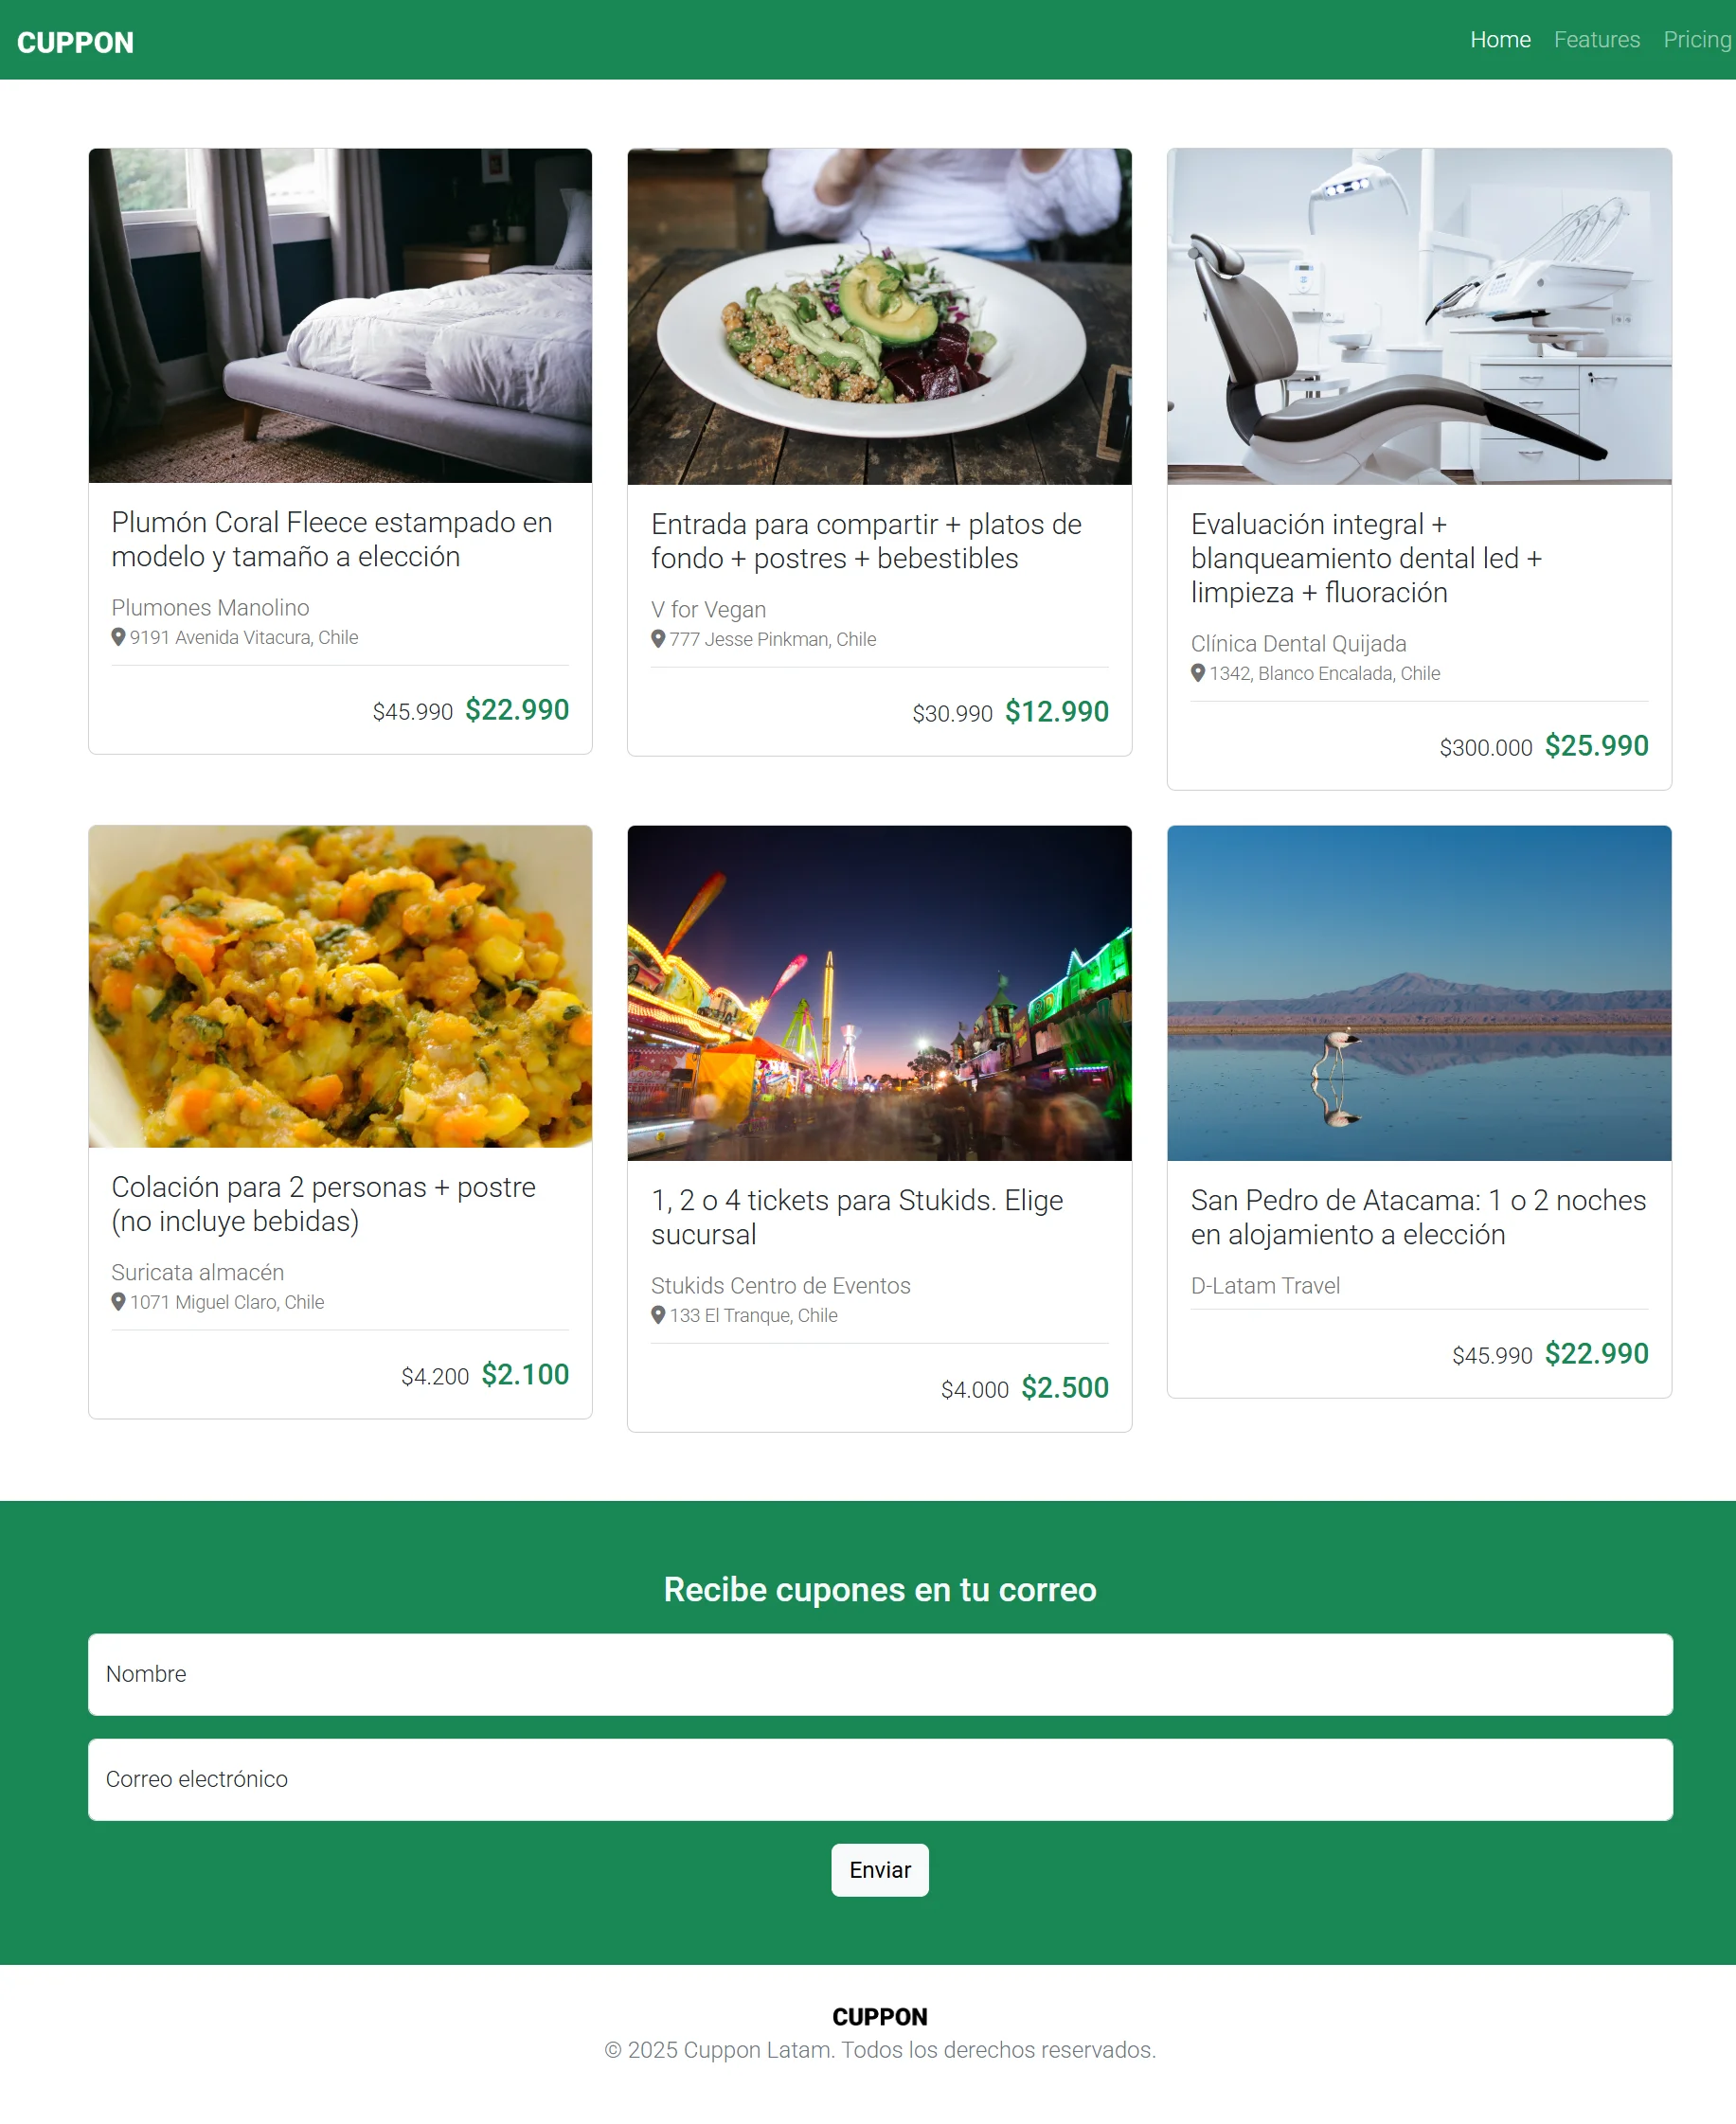 CUPPON
Home Features Pricing
Plumón Coral Fleece estampado en
modelo y tamaño a elección
Plumones Manolino
9191 Avenida Vitacura, Chile
$45.990 $22.990
Entrada para compartir + platos de
fondo + postres + bebestibles
V for Vegan
777 Jesse Pinkman, Chile
$30.990 $12.990
Evaluación integral +
blanqueamiento dental led +
limpieza + fluoración
Clínica Dental Quijada
1342, Blanco Encalada, Chile
$300.000 $25.990
Colación para 2 personas + postre
(no incluye bebidas)
Suricata almacén
1071 Miguel Claro, Chile
$4.200 $2.100
1, 2 o 4 tickets para Stukids. Elige
sucursal
Stukids Centro de Eventos
133 El Tranque, Chile
$4.000 $2.500
San Pedro de Atacama: 1 o 2 noches
en alojamiento a elección
D-Latam Travel
$45.990 $22.990
Recibe cupones en tu correo
Nombre
Correo electrónico
Enviar
CUPPON
© 2025 Cuppon Latam. Todos los derechos reservados.